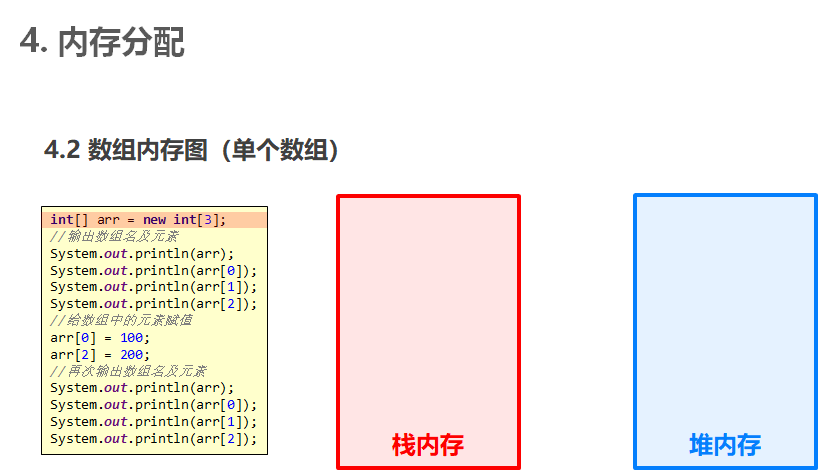 4. 内存分配
4.2 数组内存图（单个数组）
int[] arr = new int[3];
//输出数组名及元素
System.out.println(arr);
System.out.println(arr[0]);
System.out.println(arr[1]);
System.out.println(arr[2]);
//给数组中的元素赋值
arr[0] = 100;
arr[2] = 200;
//再次输出数组名及元素
System.out.println(arr);
System.out.println(arr[0]);
System.out.println(arr[1]);
System.out.println(arr[2]);
栈内存
堆内存